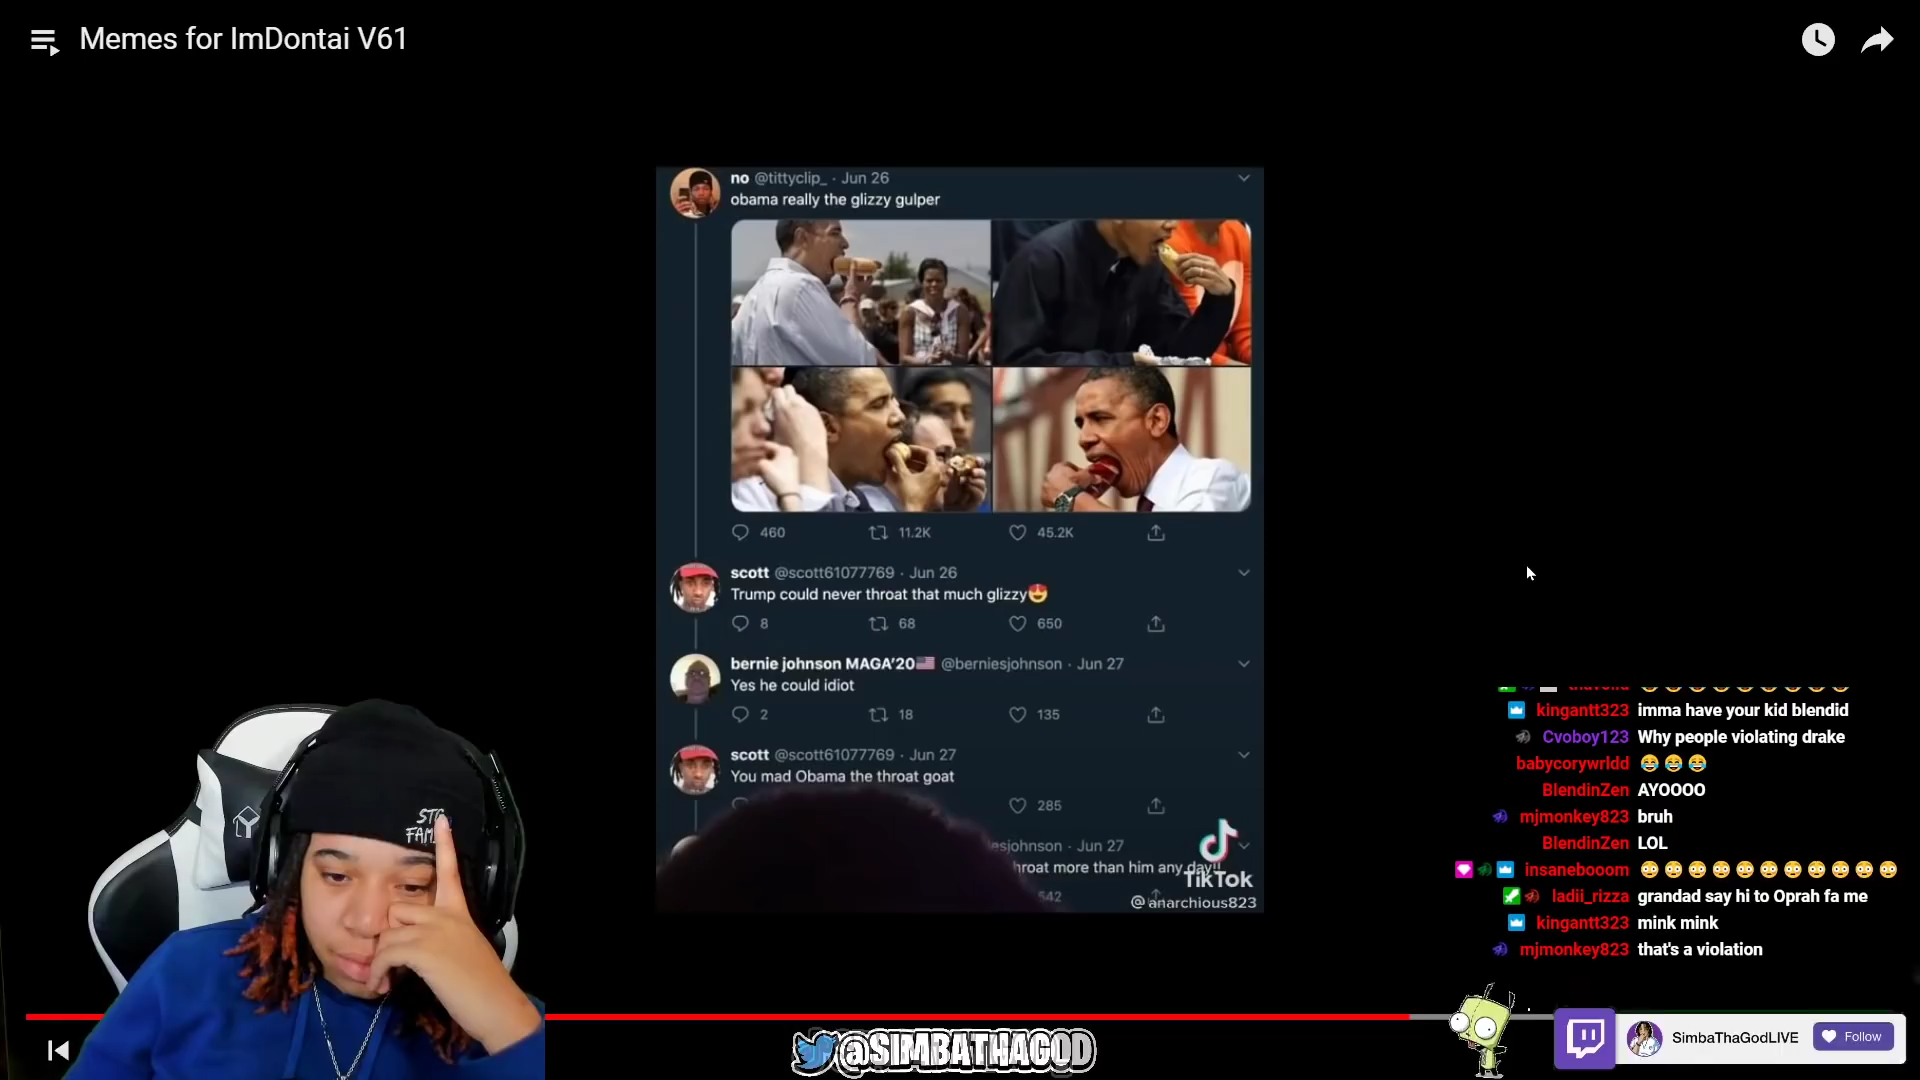 Memes for ImDontai V61
no @tittyclip_ · Jun 26
obama really the glizzy gulper
460 11.2K 45.2K
scott @scott61077769 · Jun 26
Trump could never throat that much glizzy😍
8 68 650
bernie johnson MAGA'20🇺🇸 @berniesjohnson · Jun 27
Yes he could idiot
2 18 135
scott @scott61077769 · Jun 27
You mad Obama the throat goat
285
esjohnson · Jun 27
hroat more than him any day!!
542
TikTok
@anarchious823
STG
FAM
kingantt323 imma have your kid blendid
Cvoboy123 Why people violating drake
babycorywrldd 😂😂😂
BlendinZen AYOOOO
mjmonkey823 bruh
BlendinZen LOL
insanebooom 😳😳😳😳😳😳😳😳😳😳😳
ladii_rizza grandad say hi to Oprah fa me
kingantt323 mink mink
mjmonkey823 that's a violation
@SIMBATHAGOD
SimbaThaGodLIVE
Follow